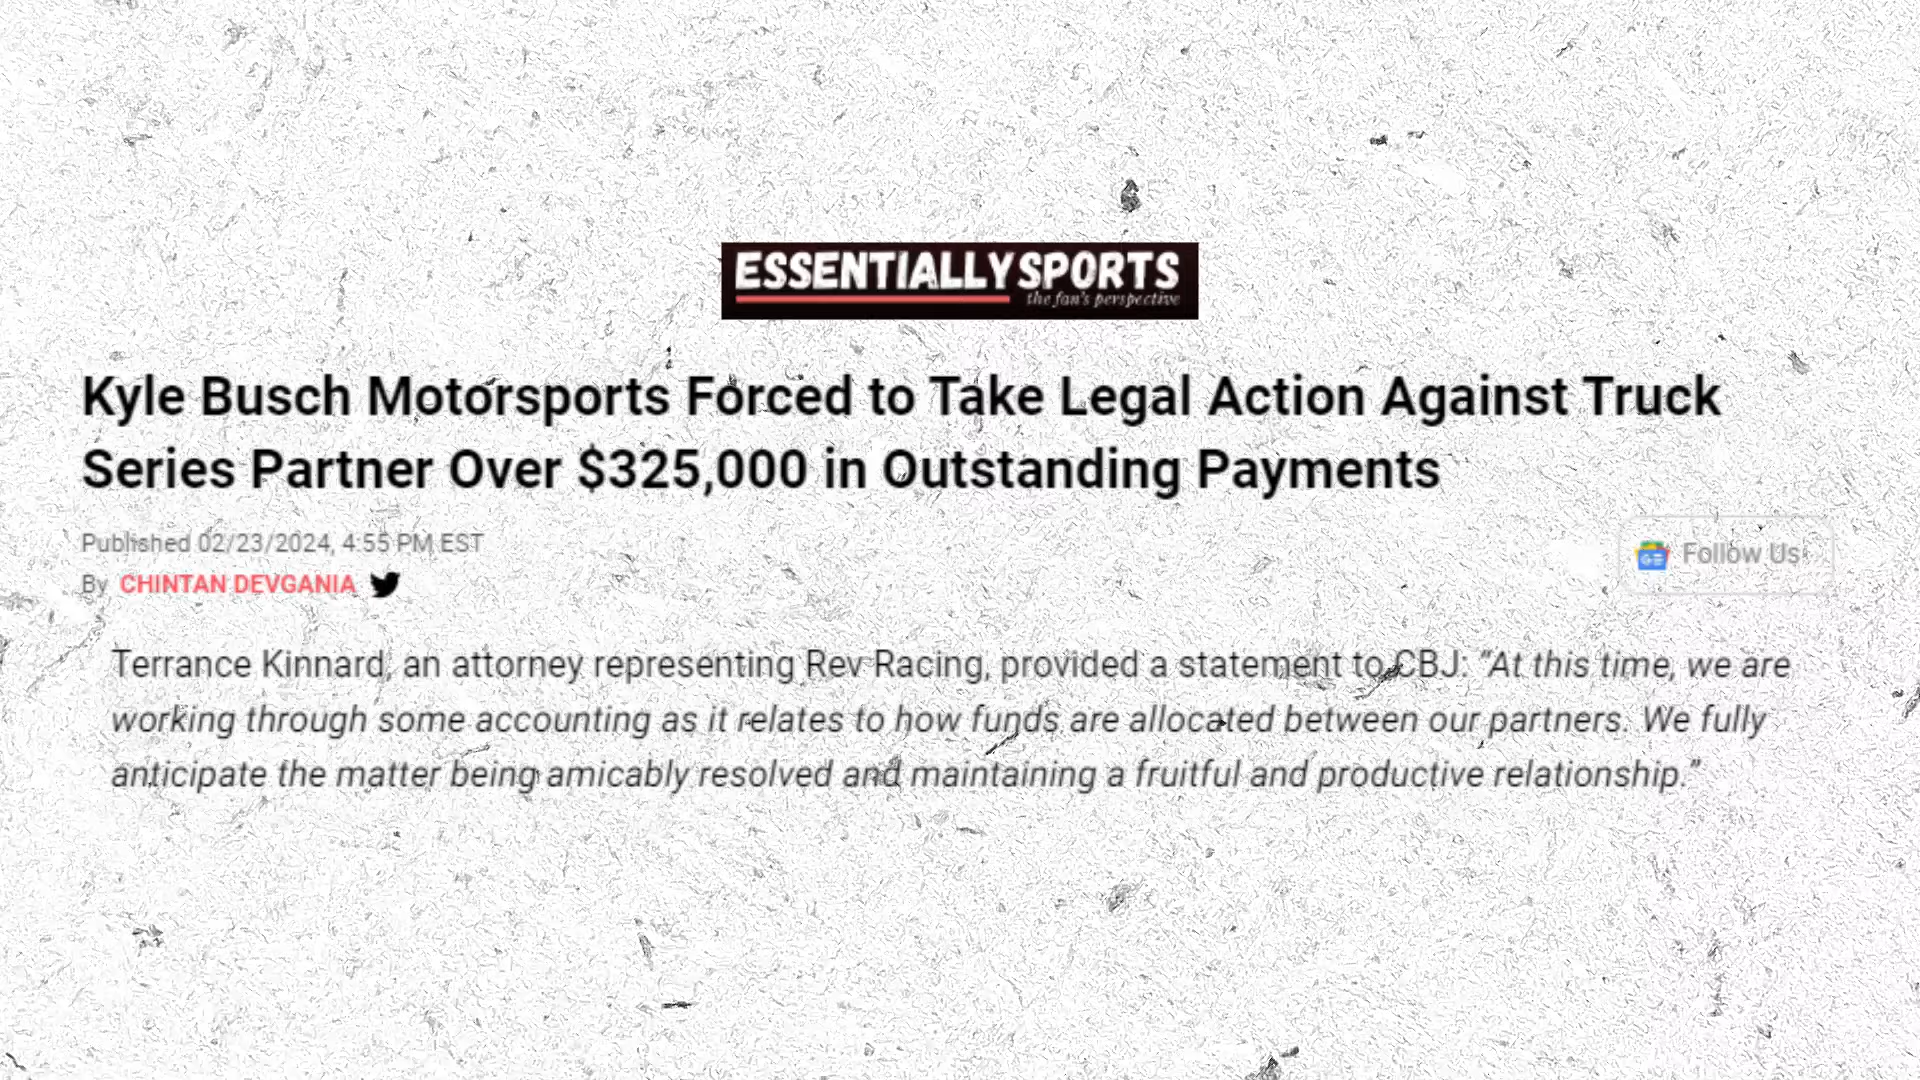 ESSENTIALLYSPORTS
the fan's perspective
Kyle Busch Motorsports Forced to Take Legal Action Against Truck
Series Partner Over $325,000 in Outstanding Payments
Published 02/23/2024, 4:55 PM EST
By CHINTAN DEVGANIA
Follow Us
Terrance Kinnard, an attorney representing Rev Racing, provided a statement to CBJ: “At this time, we are
working through some accounting as it relates to how funds are allocated between our partners. We fully
anticipate the matter being amicably resolved and maintaining a fruitful and productive relationship.”